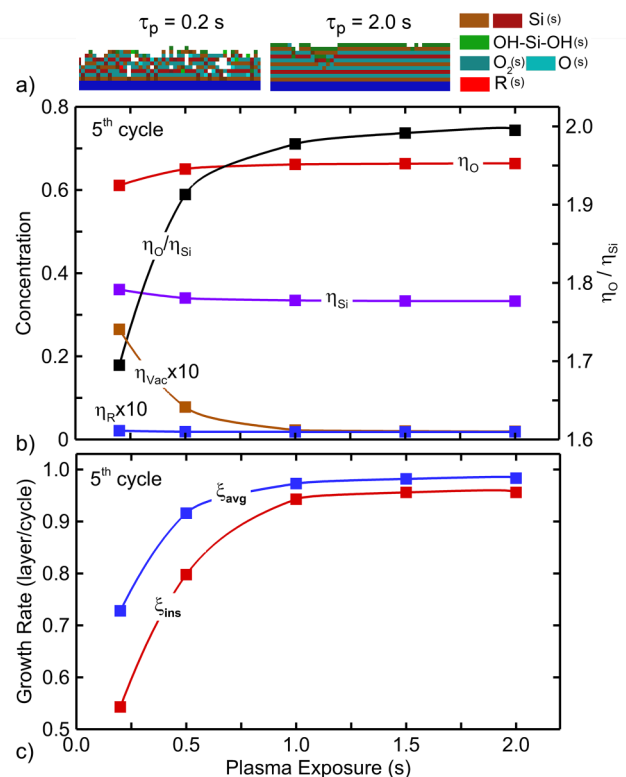 τp = 0.2 s
τp = 2.0 s
Si(s)
OH-Si-OH(s)
O2(s) O(s)
R(s)
a)
5th cycle
0.8
0.6
0.4
0.2
0
Concentration
2.0
1.9
1.8
1.7
1.6
ηO / ηSi
ηO
ηO/ηSi
ηSi
ηVacx10
ηRx10
b)
5th cycle
1.0
0.9
0.8
0.7
0.6
0.5
Growth Rate (layer/cycle)
ξavg
ξins
0.0 0.5 1.0 1.5 2.0
c)
Plasma Exposure (s)